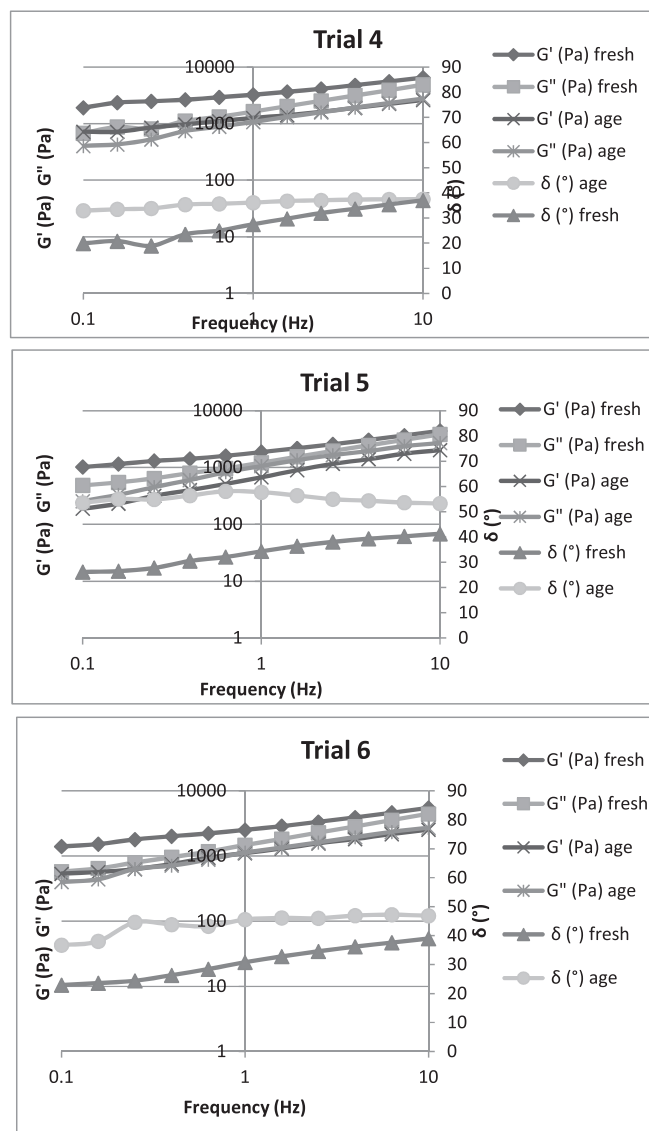 Trial 4
10000
1000
100
10
1
90
80
70
60
50
40
30
20
10
0
0.1
1
10
G' (Pa) G" (Pa)
δ (°)
Frequency (Hz)
G' (Pa) fresh
G" (Pa) fresh
G' (Pa) age
G" (Pa) age
δ (°) age
δ (°) fresh
Trial 5
10000
1000
100
10
1
90
80
70
60
50
40
30
20
10
0
0.1
1
10
G' (Pa) G" (Pa)
δ (°)
Frequency (Hz)
G' (Pa) fresh
G" (Pa) fresh
G' (Pa) age
G" (Pa) age
δ (°) fresh
δ (°) age
Trial 6
10000
1000
100
10
1
90
80
70
60
50
40
30
20
10
0
0.1
1
10
G' (Pa) G" (Pa)
δ (°)
Frequency (Hz)
G' (Pa) fresh
G" (Pa) fresh
G' (Pa) age
G" (Pa) age
δ (°) fresh
δ (°) age